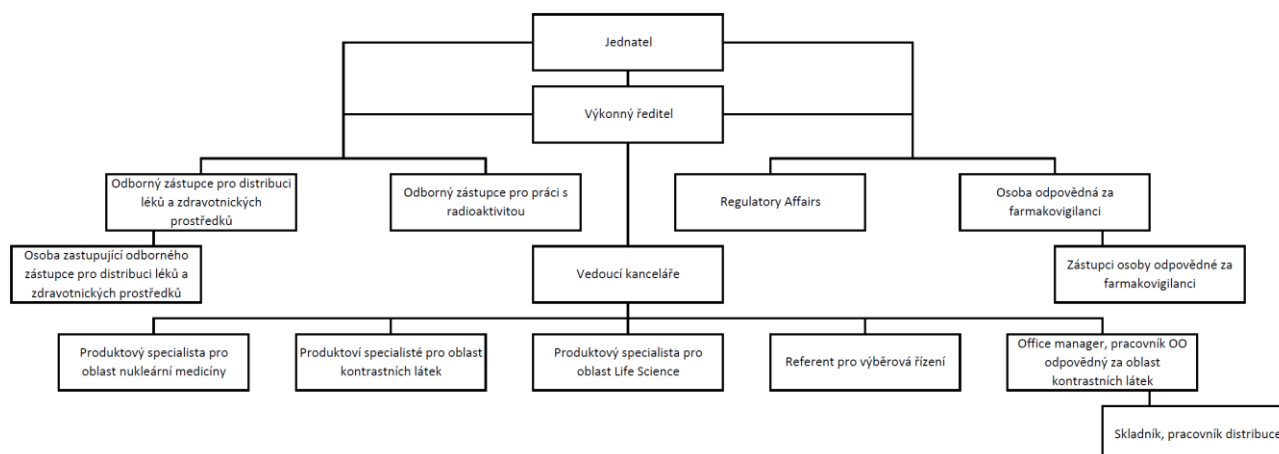 Jednatel
Výkonný ředitel
Odborný zástupce pro distribuci
léků a zdravotnických
prostředků
Odborný zástupce pro práci s
radioaktivitou
Regulatory Affairs
Osoba odpovědná za
farmakovigilanci
Osoba zastupující odborného
zástupce pro distribuci léků a
zdravotnických prostředků
Vedoucí kanceláře
Zástupci osoby odpovědné za
farmakovigilanci
Produktový specialista pro
oblast nukleární medicíny
Produktoví specialisté pro oblast
kontrastních látek
Produktový specialista pro
oblast Life Science
Referent pro výběrová řízení
Office manager, pracovník OO
odpovědný za oblast
kontrastních látek
Skladník, pracovník distribuce